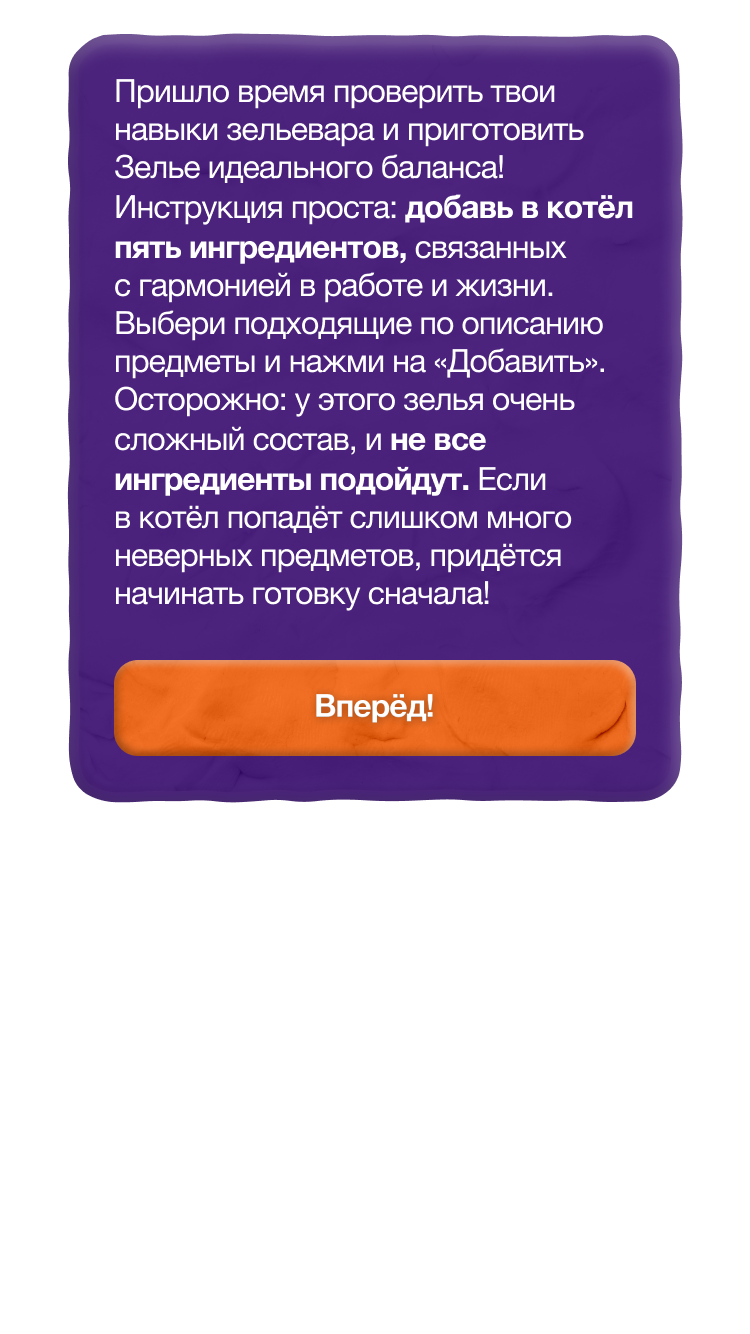 Пришло время проверить твои
навыки зельевара и приготовить
Зелье идеального баланса!
Инструкция проста: добавь в котёл
пять ингредиентов, связанных
с гармонией в работе и жизни.
Выбери подходящие по описанию
предметы и нажми на «Добавить».
Осторожно: у этого зелья очень
сложный состав, и не все
ингредиенты подойдут. Если
в котёл попадёт слишком много
неверных предметов, придётся
начинать готовку сначала!
Вперёд!